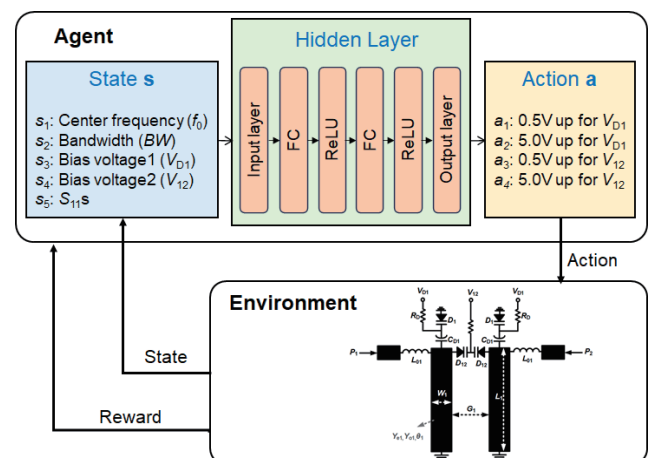 Agent
State s
s1: Center frequency (f0)
s2: Bandwidth (BW)
s3: Bias voltage1 (VD1)
s4: Bias voltage2 (V12)
s5: S11s
Hidden Layer
Input layer
FC
ReLU
FC
ReLU
Output layer
Action a
a1: 0.5V up for VD1
a2: 5.0V up for VD1
a3: 0.5V up for V12
a4: 5.0V up for V12
Action
State
Reward
Environment
VD1
V12
VD1
RD
D1
D1
RD
CD1
CD1
P1
L01
D12
D12
L01
P2
W1
G1
L1